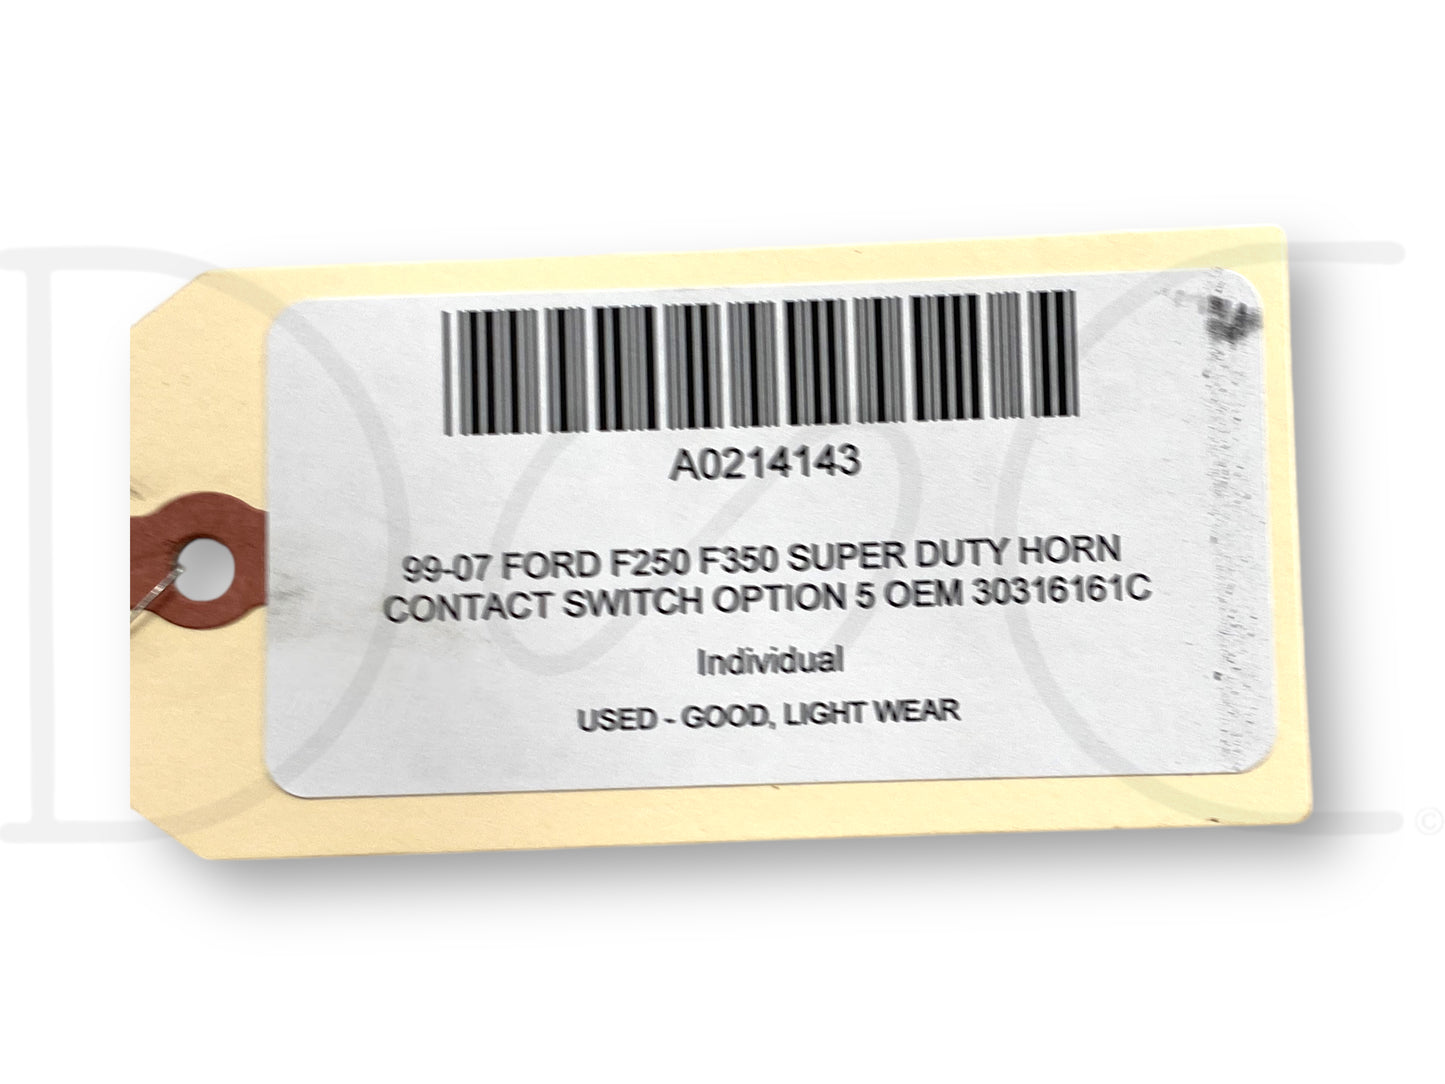 A0214143
99-07 FORD F250 F350 SUPER DUTY HORN
CONTACT SWITCH OPTION 5 OEM 30316161C
Individual
USED - GOOD, LIGHT WEAR
©